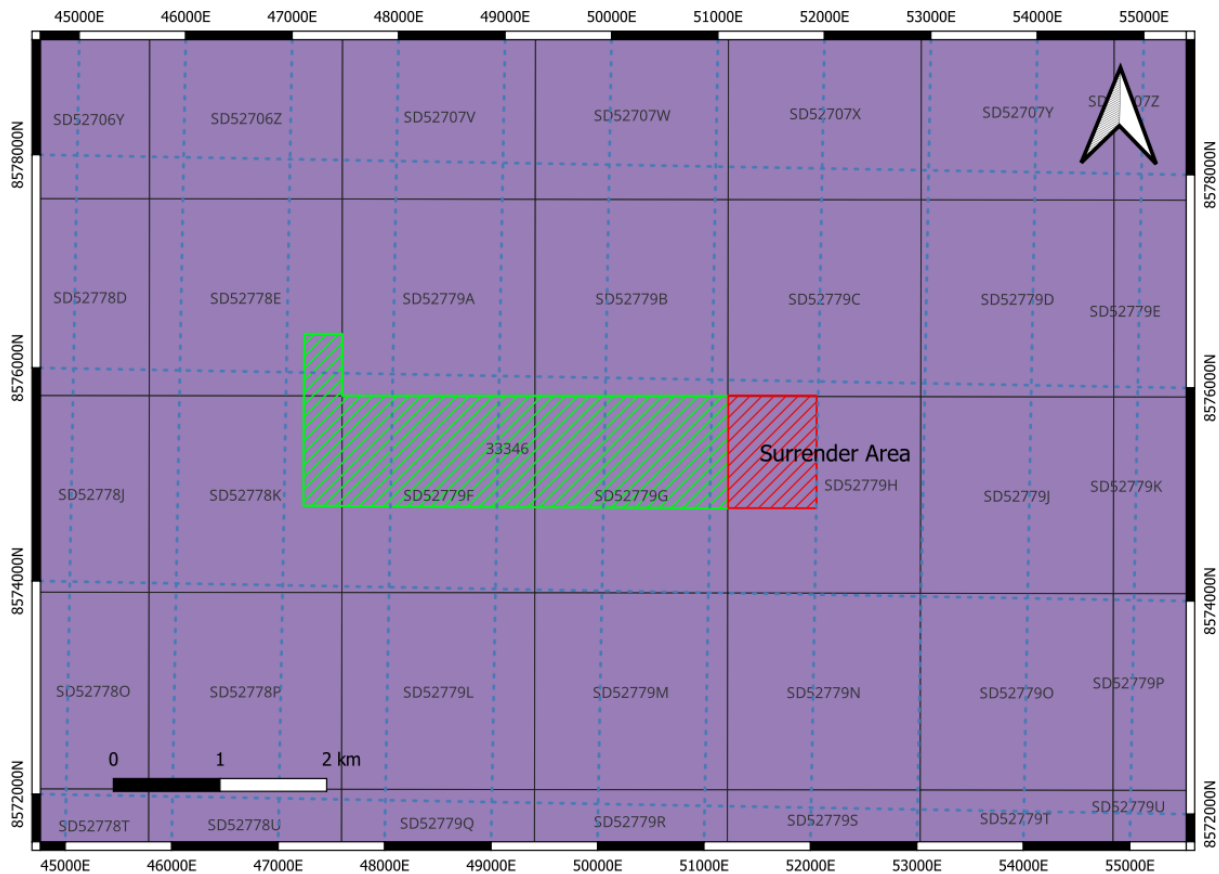 45000E 46000E 47000E 48000E 49000E 50000E 51000E 52000E 53000E 54000E 55000E
SD52706Y SD52706Z SD52707V SD52707W SD52707X SD52707Y SD52707Z
8578000N 8578000N
SD52778D SD52778E SD52779A SD52779B SD52779C SD52779D SD52779E
8576000N 8576000N
33346 Surrender Area
SD52778J SD52778K SD52779F SD52779G SD52779H SD52779J SD52779K
8574000N 8574000N
SD52778O SD52778P SD52779L SD52779M SD52779N SD52779O SD52779P
0 1 2 km
8572000N 8572000N
SD52778T SD52778U SD52779Q SD52779R SD52779S SD52779T SD52779U
45000E 46000E 47000E 48000E 49000E 50000E 51000E 52000E 53000E 54000E 55000E